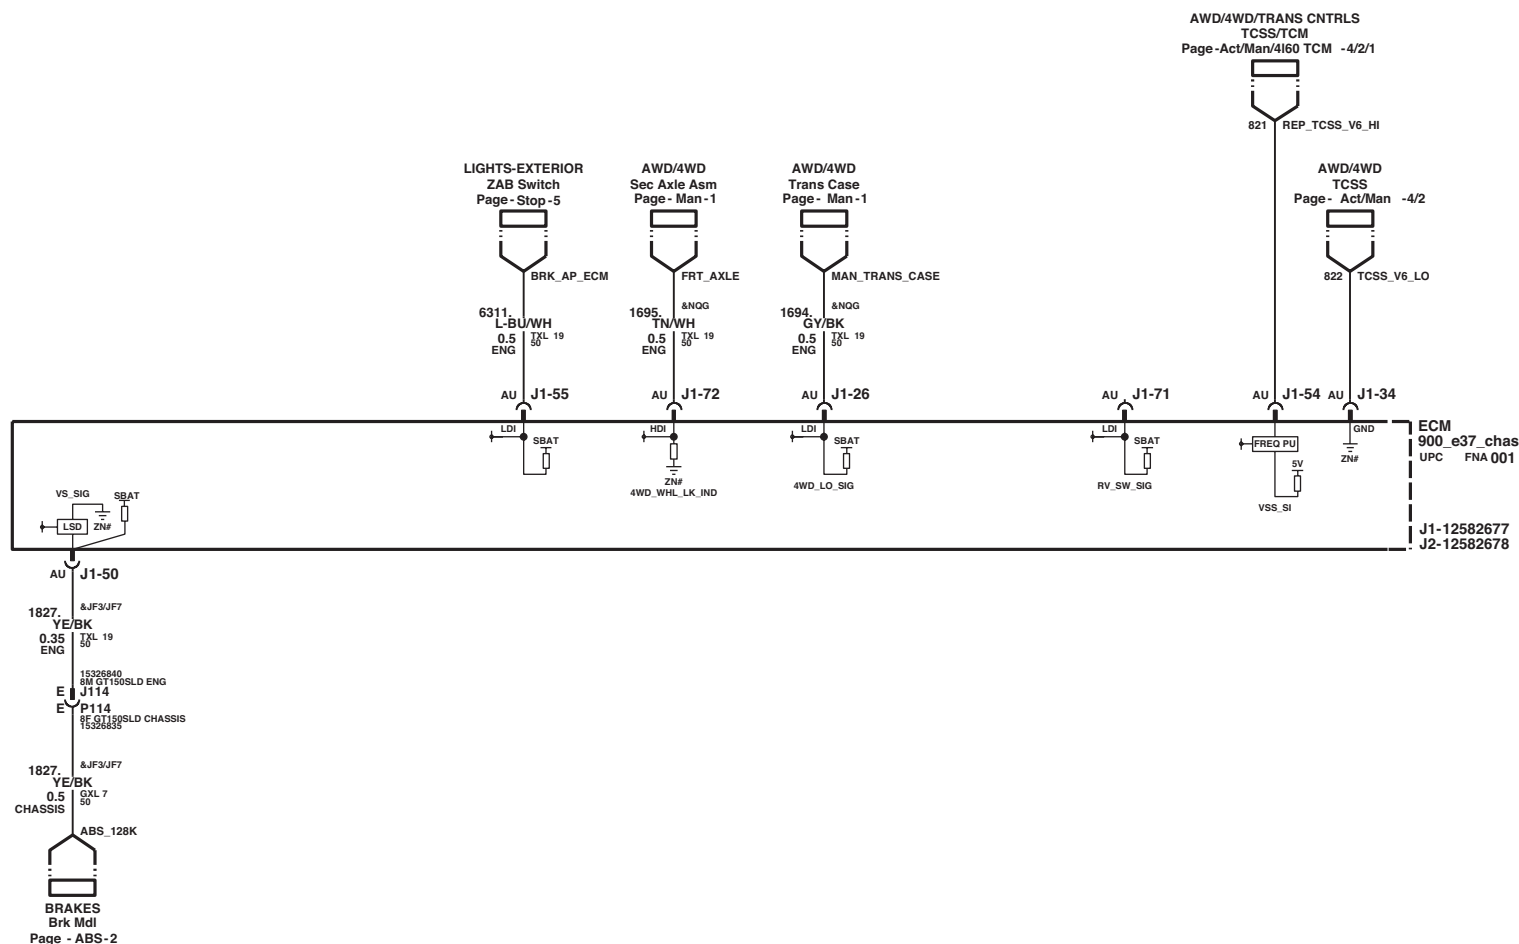 AWD/4WD/TRANS CNTRLS
TCSS/TCM
Page-Act/Man/4l60 TCM -4/2/1
821 REP_TCSS_V6_HI
LIGHTS-EXTERIOR
ZAB Switch
Page-Stop-5
BRK_AP_ECM
6311.
L-BU/WH
0.5 TXL 19
ENG 50
AU J1-55
AWD/4WD
Sec Axle Asm
Page- Man-1
FRT_AXLE
&NQG
1695.
TN/WH
0.5 TXL 19
ENG 50
AU J1-72
AWD/4WD
Trans Case
Page- Man-1
MAN_TRANS_CASE
&NQG
1694.
GY/BK
0.5 TXL 19
ENG 50
AU J1-26
AU J1-71
AU J1-54
AWD/4WD
TCSS
Page- Act/Man -4/2
822 TCSS_V6_LO
AU J1-34
LDI
SBAT
HDI
ZN#
4WD_WHL_LK_IND
LDI
SBAT
4WD_LO_SIG
LDI
SBAT
RV_SW_SIG
FREQ PU
5V
VSS_SI
GND
ZN#
ECM
900_e37_chas
UPC FNA 001
J1-12582677
J2-12582678
VS_SIG
SBAT
LSD
ZN#
AU J1-50
&JF3/JF7
1827.
YE/BK
0.35 TXL 19
ENG 50
15326840
8M GT150SLD ENG
E J114
E P114
8F GT150SLD CHASSIS
15326835
&JF3/JF7
1827.
YE/BK
0.5 GXL 7
CHASSIS 50
ABS_128K
BRAKES
Brk Mdl
Page - ABS-2